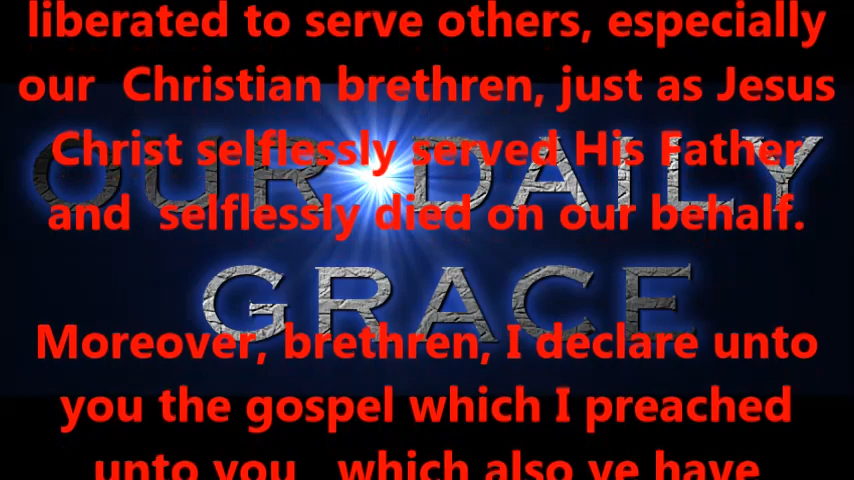 liberated to serve others, especially
our Christian brethren, just as Jesus
Christ selflessly served His Father
and selflessly died on our behalf.
OUR DAILY
GRACE
Moreover, brethren, I declare unto
you the gospel which I preached
unto you which also ye have